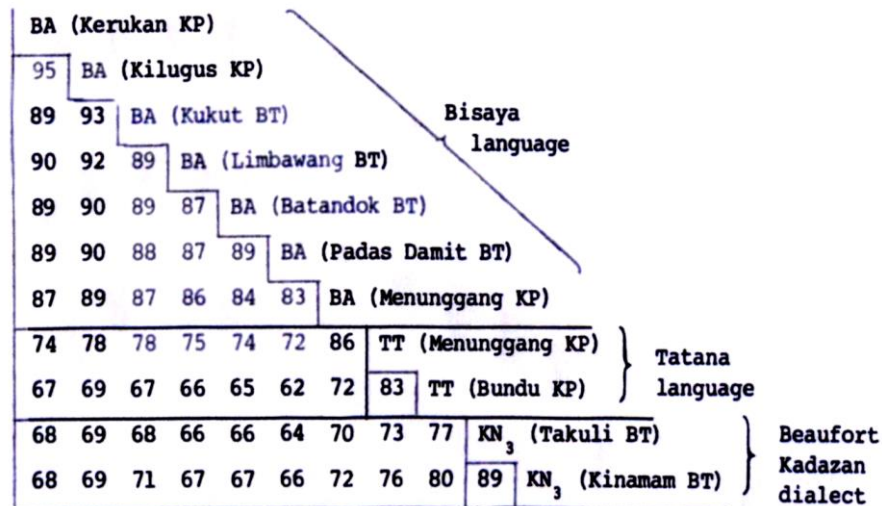 BA (Kerukan KP)
95 BA (Kilugus KP)
89 93 BA (Kukut BT) Bisaya
90 92 89 BA (Limbawang BT) language
89 90 89 87 BA (Batandok BT)
89 90 88 87 89 BA (Padas Damit BT)
87 89 87 86 84 83 BA (Menunggang KP)
74 78 78 75 74 72 86 TT (Menunggang KP) Tatana
67 69 67 66 65 62 72 83 TT (Bundu KP) language
68 69 68 66 66 64 70 73 77 KN3 (Takuli BT) Beaufort
Kadazan
68 69 71 67 67 66 72 76 80 89 KN3 (Kinamam BT) dialect